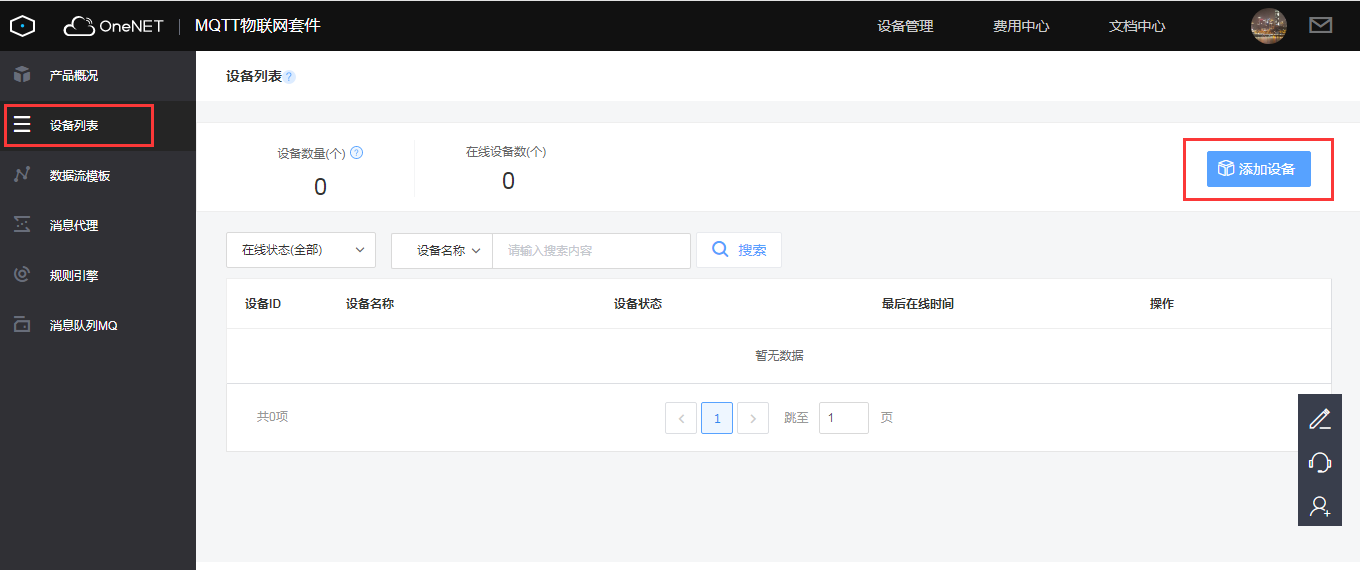 OneNET MQTT物联网套件 设备管理 费用中心 文档中心
产品概况
设备列表
数据流模板
消息代理
规则引擎
消息队列MQ
设备列表 ?
设备数量(个) ? 在线设备数(个)
0 0
添加设备
在线状态(全部) 设备名称 请输入搜索内容 搜索
设备ID 设备名称 设备状态 最后在线时间 操作
暂无数据
共0项 < 1 > 跳至 1 页